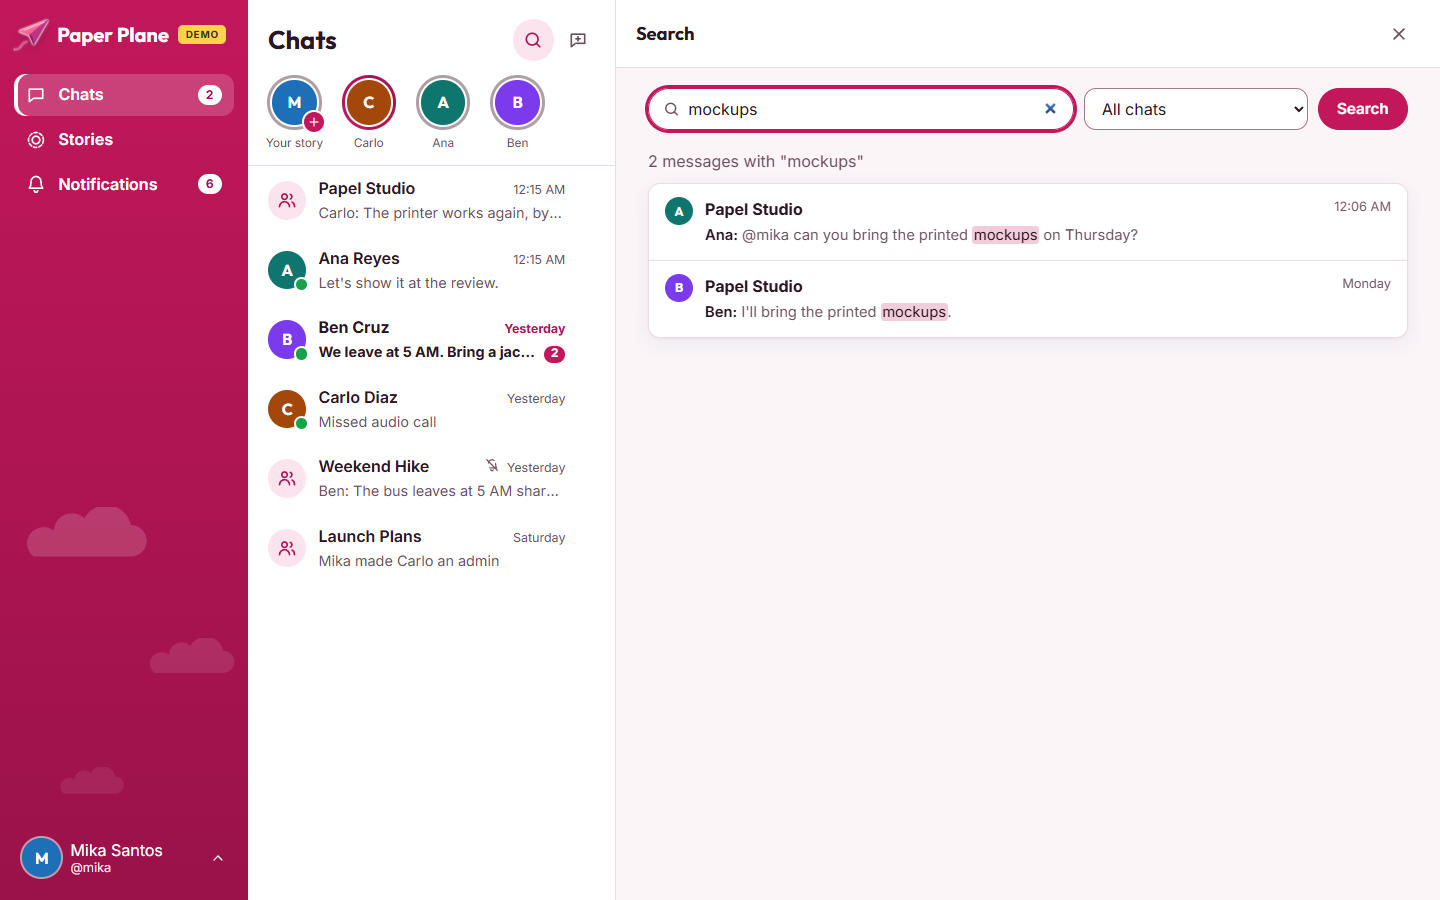 Paper Plane DEMO
Chats 2
Stories
Notifications 6
M Mika Santos
@mika
Chats
M C A B
Your story Carlo Ana Ben
Papel Studio 12:15 AM
Carlo: The printer works again, by...
A Ana Reyes 12:15 AM
Let's show it at the review.
B Ben Cruz Yesterday
We leave at 5 AM. Bring a jac... 2
C Carlo Diaz Yesterday
Missed audio call
Weekend Hike Yesterday
Ben: The bus leaves at 5 AM shar...
Launch Plans Saturday
Mika made Carlo an admin
Search
mockups All chats Search
2 messages with "mockups"
A Papel Studio 12:06 AM
Ana: @mika can you bring the printed mockups on Thursday?
B Papel Studio Monday
Ben: I'll bring the printed mockups.